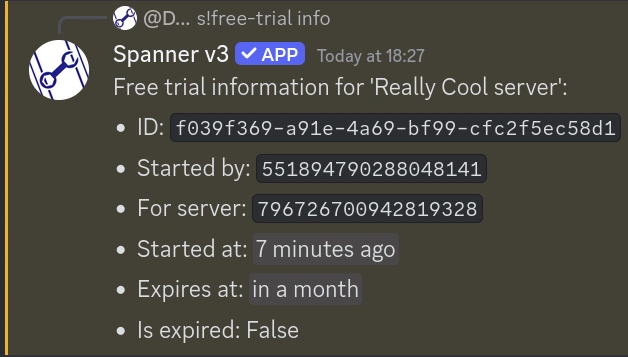 @D... s!free-trial info
Spanner v3 ✓ APP Today at 18:27
Free trial information for 'Really Cool server':
• ID: f039f369-a91e-4a69-bf99-cfc2f5ec58d1
• Started by: 551894790288048141
• For server: 796726700942819328
• Started at: 7 minutes ago
• Expires at: in a month
• Is expired: False